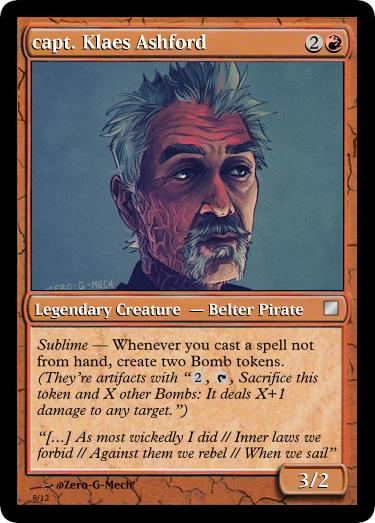 capt. Klaes Ashford
2
ZERO-G-MECH
Legendary Creature — Belter Pirate
Sublime — Whenever you cast a spell not
from hand, create two Bomb tokens.
(They're artifacts with “2, , Sacrifice this
token and X other Bombs: It deals X+1
damage to any target.”)
“[...] As most wickedly I did // Inner laws we
forbid // Against them we rebel // When we sail”
3/2
@Zero-G-Mech
8/12